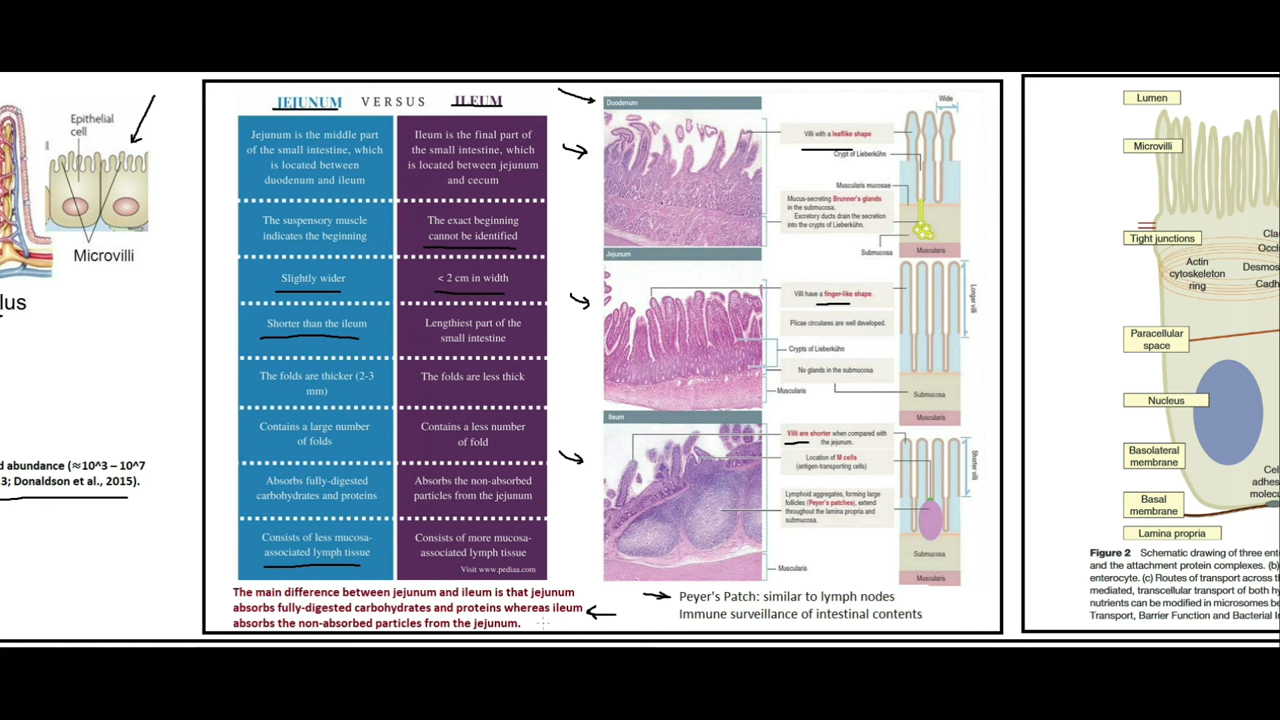 Epithelial
cell
Microvilli
lus
d abundance (≈10^3 – 10^7
3; Donaldson et al., 2015).
JEJUNUM VERSUS ILEUM
Jejunum is the middle part
of the small intestine, which
is located between
duodenum and ileum
Ileum is the final part of
the small intestine, which
is located between jejunum
and cecum
The suspensory muscle
indicates the beginning
The exact beginning
cannot be identified
Slightly wider
< 2 cm in width
Shorter than the ileum
Lengthiest part of the
small intestine
The folds are thicker (2-3
mm)
The folds are less thick
Contains a large number
of folds
Contains a less number
of fold
Absorbs fully-digested
carbohydrates and proteins
Absorbs the non-absorbed
particles from the jejunum
Consists of less mucosa-
associated lymph tissue
Consists of more mucosa-
associated lymph tissue
Visit www.pediaa.com
The main difference between jejunum and ileum is that jejunum
absorbs fully-digested carbohydrates and proteins whereas ileum
absorbs the non-absorbed particles from the jejunum.
Duodenum
Wide
Villi with a leaflike shape
Crypt of Lieberkühn
Muscularis mucosae
Mucus-secreting Brunner's glands
in the submucosa.
Excretory ducts drain the secretion
into the crypts of Lieberkühn.
Submucosa
Muscularis
Jejunum
Villi have a finger-like shape.
Longer villi
Plicae circulares are well developed.
Crypts of Lieberkühn
No glands in the submucosa
Muscularis
Submucosa
Muscularis
Ileum
Villi are shorter when compared with
the jejunum.
Shorter villi
Location of M cells
(antigen-transporting cells)
Lymphoid aggregates, forming large
follicles (Peyer's patches), extend
throughout the lamina propria and
submucosa.
Submucosa
Muscularis
Muscularis
Peyer's Patch: similar to lymph nodes
Immune surveillance of intestinal contents
Lumen
Microvilli
Tight junctions
Cla
Occl
Actin
cytoskeleton
ring
Desmos
Cadh
Paracellular
space
Nucleus
Basolateral
membrane
Cell
adhes
molecu
Basal
membrane
Lamina propria
Figure 2 Schematic drawing of three ente
and the attachment protein complexes. (b)
enterocyte. (c) Routes of transport across th
mediated, transcellular transport of both hy
nutrients can be modified in microsomes be
Transport, Barrier Function and Bacterial In